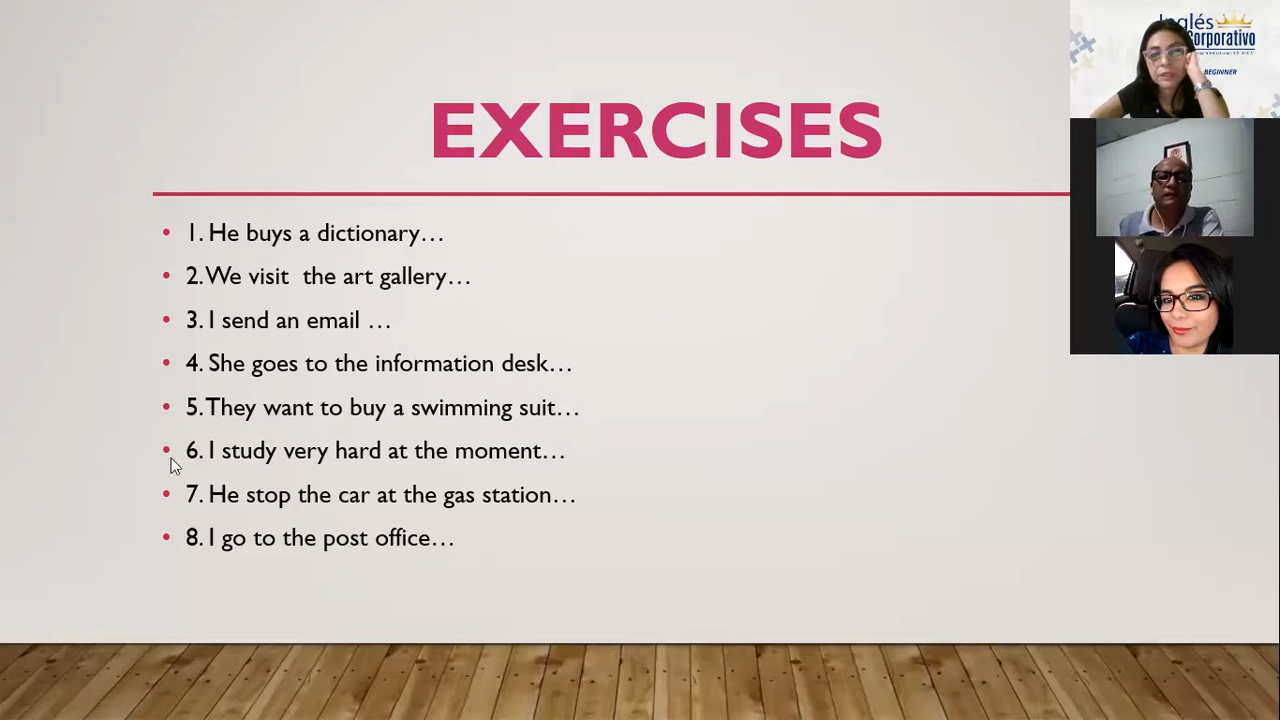 EXERCISES
• 1. He buys a dictionary…
• 2. We visit  the art gallery…
• 3. I send an email …
• 4. She goes to the information desk…
• 5. They want to buy a swimming suit…
• 6. I study very hard at the moment…
• 7. He stop the car at the gas station…
• 8. I go to the post office…
Inglés
Corporativo
BEGINNER